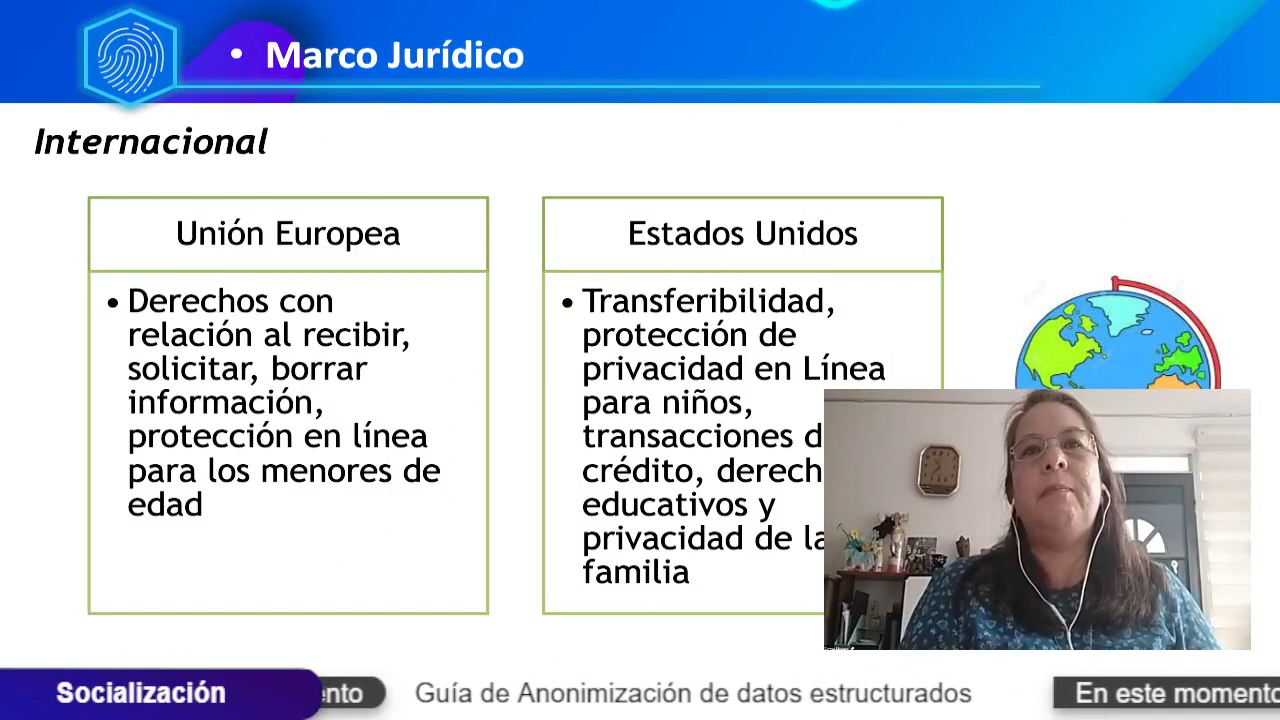 • Marco Jurídico
Internacional
Unión Europea
• Derechos con
relación al recibir,
solicitar, borrar
información,
protección en línea
para los menores de
edad
Estados Unidos
• Transferibilidad,
protección de
privacidad en Línea
para niños,
transacciones d
crédito, derech
educativos y
privacidad de la
familia
Socialización
ento
Guía de Anonimización de datos estructurados
En este momento